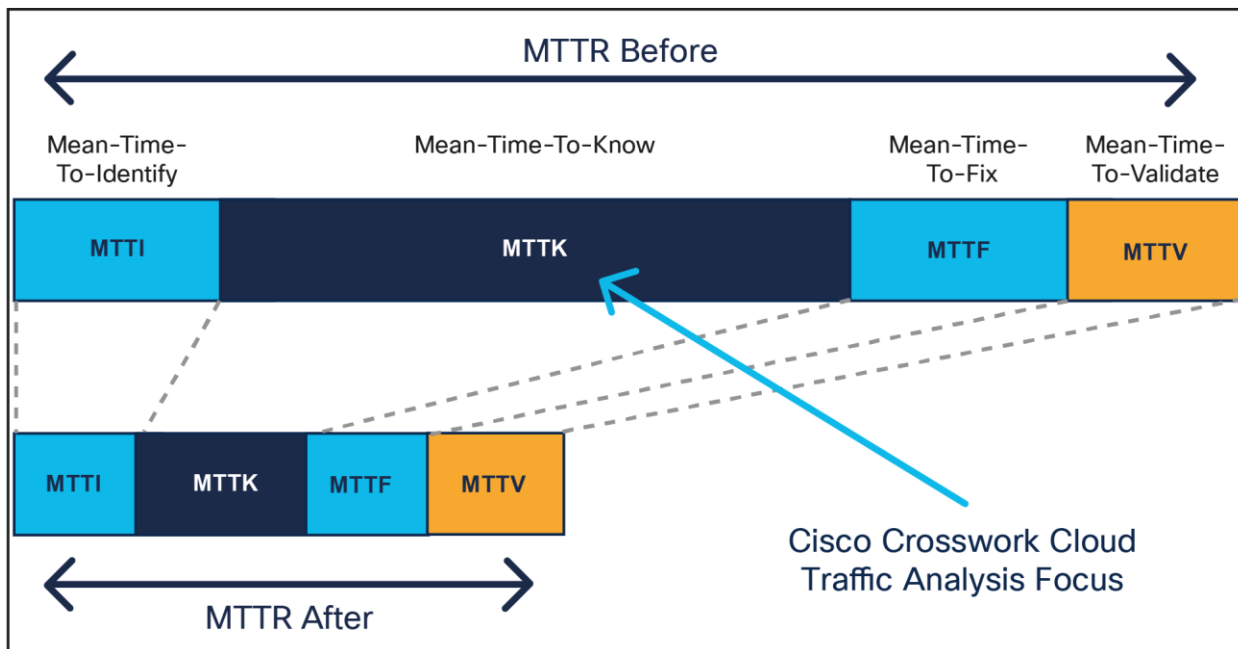 MTTR Before
Mean-Time-
To-Identify
Mean-Time-To-Know
Mean-Time-
To-Fix
Mean-Time-
To-Validate
MTTI
MTTK
MTTF
MTTV
MTTI
MTTK
MTTF
MTTV
Cisco Crosswork Cloud
Traffic Analysis Focus
MTTR After